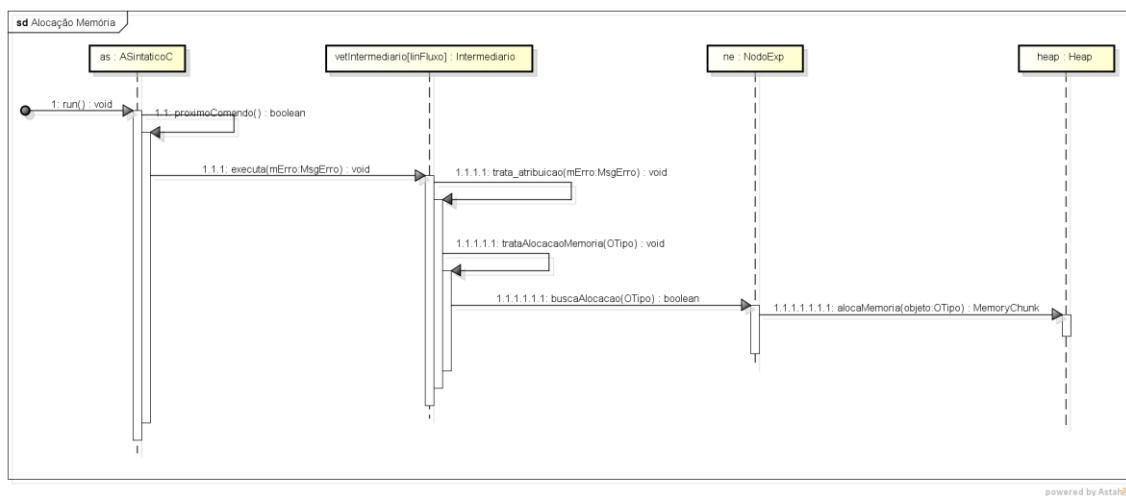 sd Alocação Memória
as : ASintaticoC
vetIntermediario[linFluxo] : Intermediario
ne : NodoExp
heap : Heap
1: run() : void
1.1: proximoComando() : boolean
1.1.1: executa(mErro:MsgErro) : void
1.1.1.1: trata_atribuicao(mErro:MsgErro) : void
1.1.1.1.1: trataAlocacaoMemoria(OTipo) : void
1.1.1.1.1.1: buscaAlocacao(OTipo) : boolean
1.1.1.1.1.1.1: alocaMemoria(objeto:OTipo) : MemoryChunk
powered by Astah